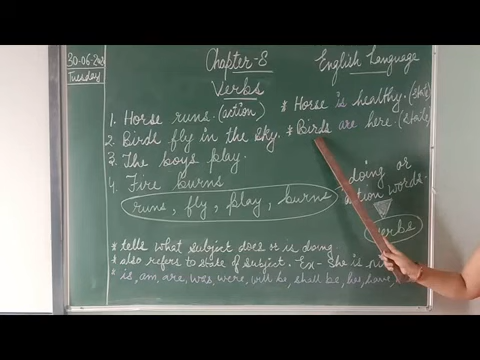 30-06-20
Tuesday
Chapter-8
English Language
Verbs
1. Horse runs. (action)
* Horse is healthy. (State)
2. Birds fly in the sky.
* Birds are here. (State)
3. The boys play.
4. Fire burns
doing or
action words.
runs, fly, play, burns
verbs
* tells what subject does or is doing.
* also refers to state of subject. Ex- She is
* is, am, are, was, were, will be, shall be, has, have,